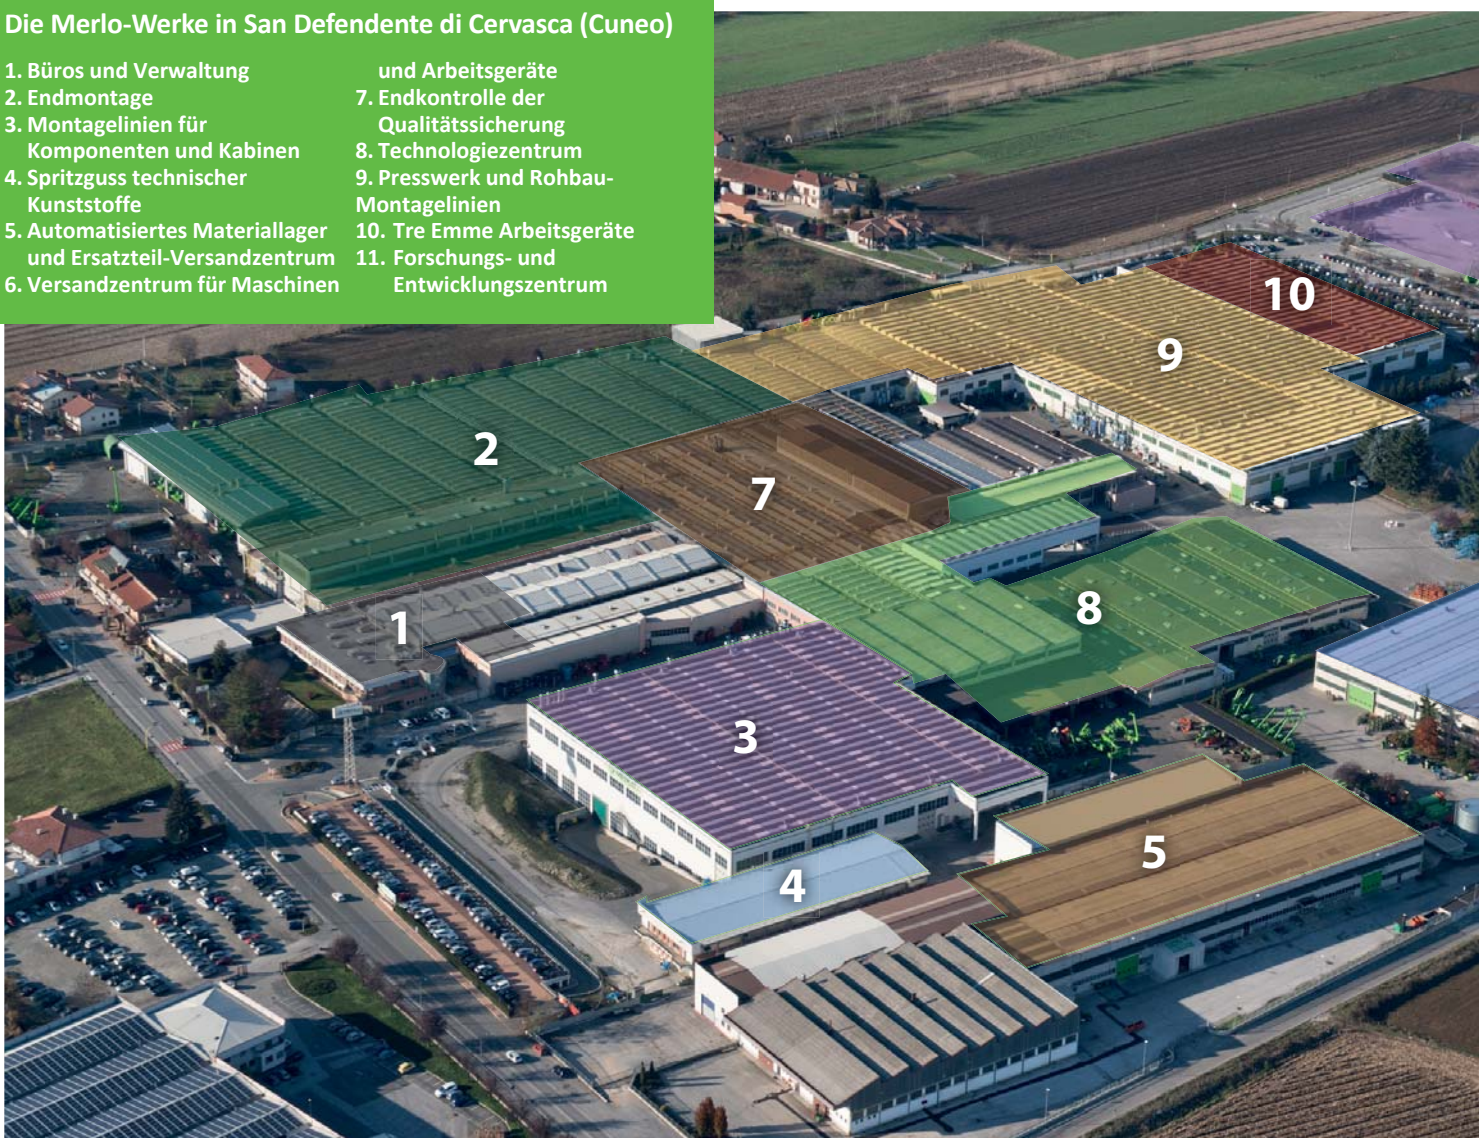 Die Merlo-Werke in San Defendente di Cervasca (Cuneo)
1. Büros und Verwaltung
2. Endmontage
3. Montagelinien für
Komponenten und Kabinen
4. Spritzguss technischer
Kunststoffe
5. Automatisiertes Materiallager
und Ersatzteil-Versandzentrum
6. Versandzentrum für Maschinen
und Arbeitsgeräte
7. Endkontrolle der
Qualitätssicherung
8. Technologiezentrum
9. Presswerk und Rohbau-
Montagelinien
10. Tre Emme Arbeitsgeräte
11. Forschungs- und
Entwicklungszentrum
10
9
2
7
8
1
3
5
4